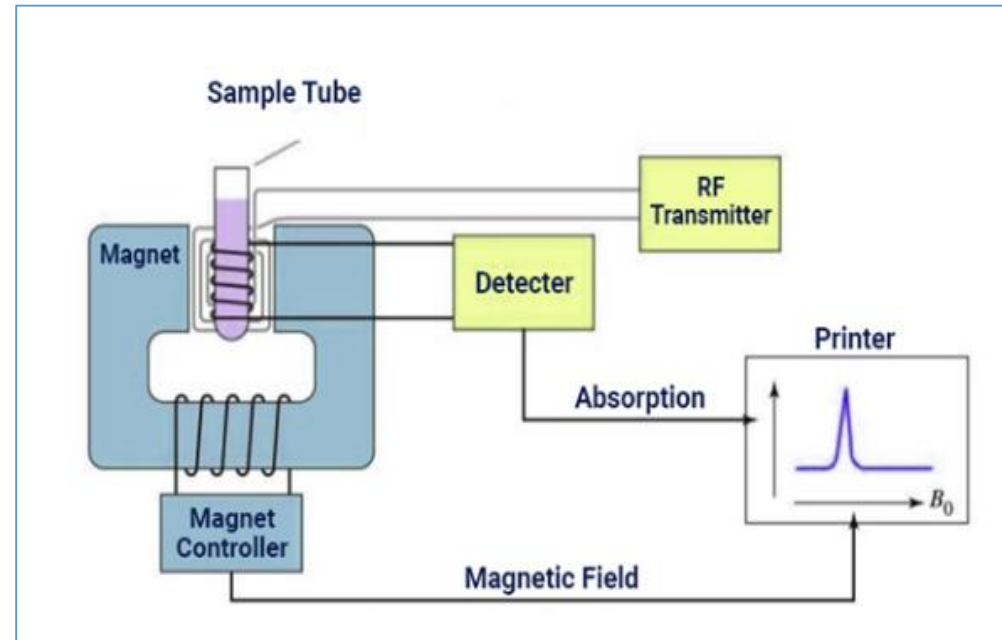 Sample Tube
RF
Transmitter
Magnet
Detecter
Printer
Absorption
B0
Magnet
Controller
Magnetic Field